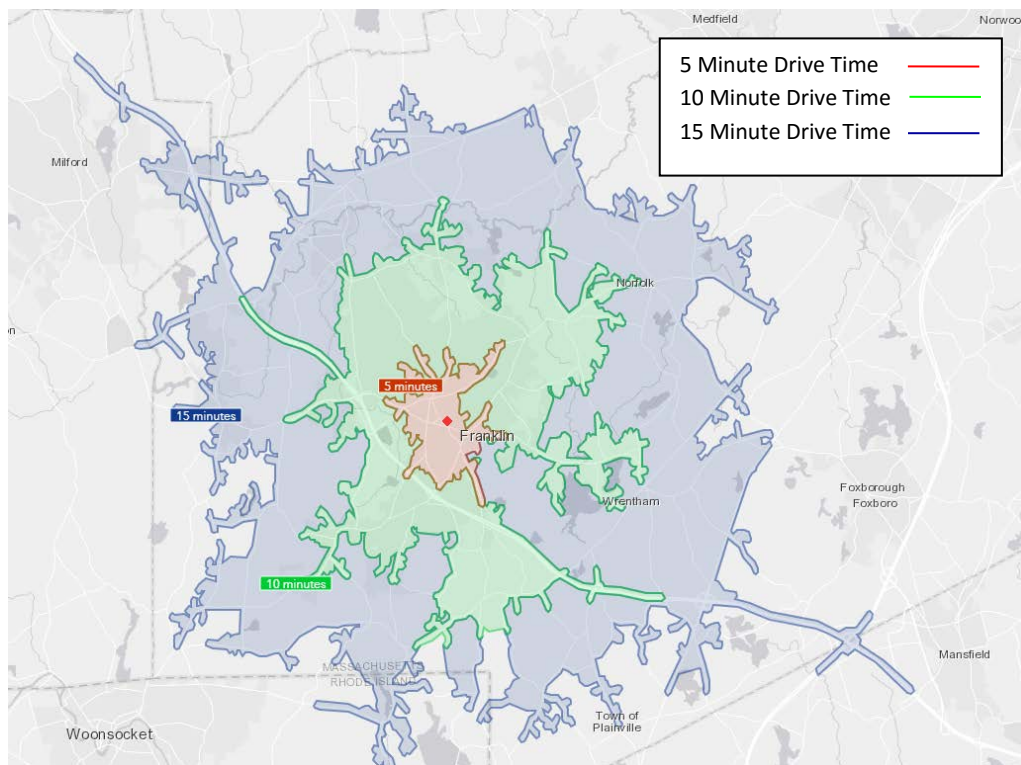 Medfield
Norwoo
5 Minute Drive Time
10 Minute Drive Time
15 Minute Drive Time
Milford
Norfolk
on
5 minutes
15 minutes
Franklin
Foxborough
Foxboro
Wrentham
10 minutes
MASSACHUSETTS
RHODE ISLAND
Mansfield
Town of
Plainville
Woonsocket